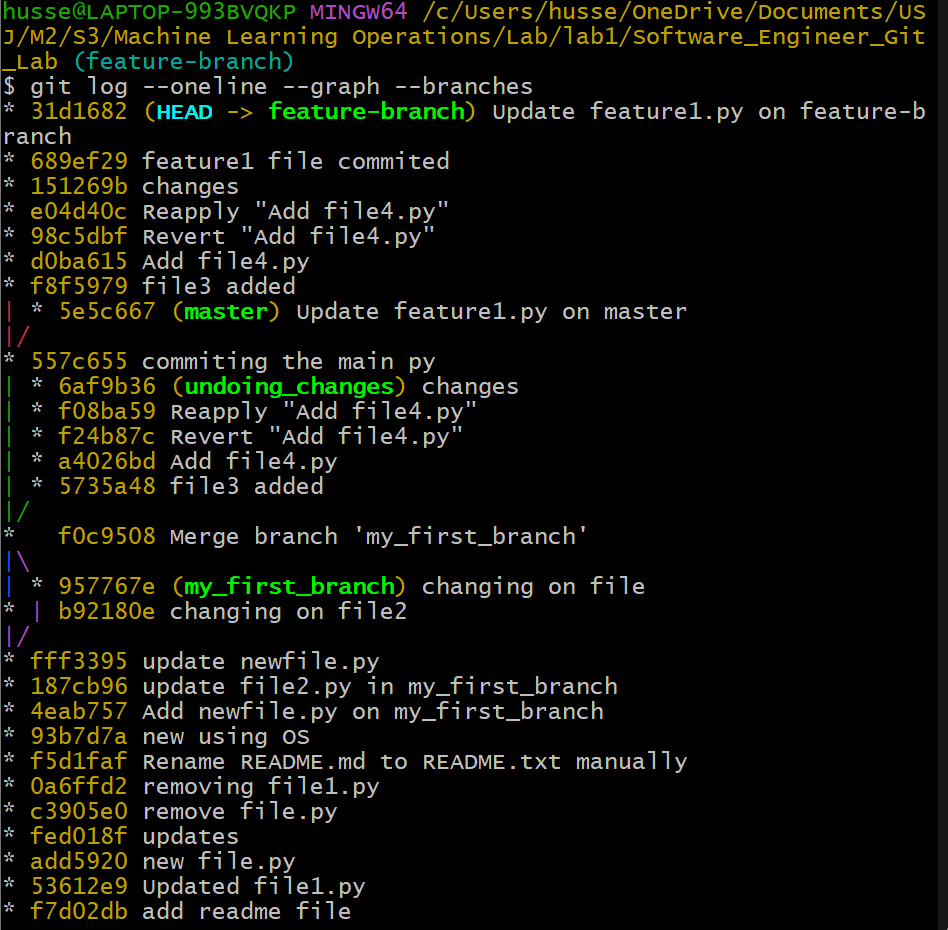 husse@LAPTOP-993BVQKP MINGW64 /c/Users/husse/OneDrive/Documents/US
J/M2/S3/Machine Learning Operations/Lab/lab1/Software_Engineer_Git
_Lab (feature-branch)
$ git log --oneline --graph --branches
* 31d1682 (HEAD -> feature-branch) Update feature1.py on feature-b
ranch
* 689ef29 feature1 file commited
* 151269b changes
* e04d40c Reapply "Add file4.py"
* 98c5dbf Revert "Add file4.py"
* d0ba615 Add file4.py
* f8f5979 file3 added
| * 5e5c667 (master) Update feature1.py on master
|/
* 557c655 commiting the main py
| * 6af9b36 (undoing_changes) changes
| * f08ba59 Reapply "Add file4.py"
| * f24b87c Revert "Add file4.py"
| * a4026bd Add file4.py
| * 5735a48 file3 added
|/
*   f0c9508 Merge branch 'my_first_branch'
|\
| * 957767e (my_first_branch) changing on file
* | b92180e changing on file2
|/
* fff3395 update newfile.py
* 187cb96 update file2.py in my_first_branch
* 4eab757 Add newfile.py on my_first_branch
* 93b7d7a new using OS
* f5d1faf Rename README.md to README.txt manually
* 0a6ffd2 removing file1.py
* c3905e0 remove file.py
* fed018f updates
* add5920 new file.py
* 53612e9 Updated file1.py
* f7d02db add readme file